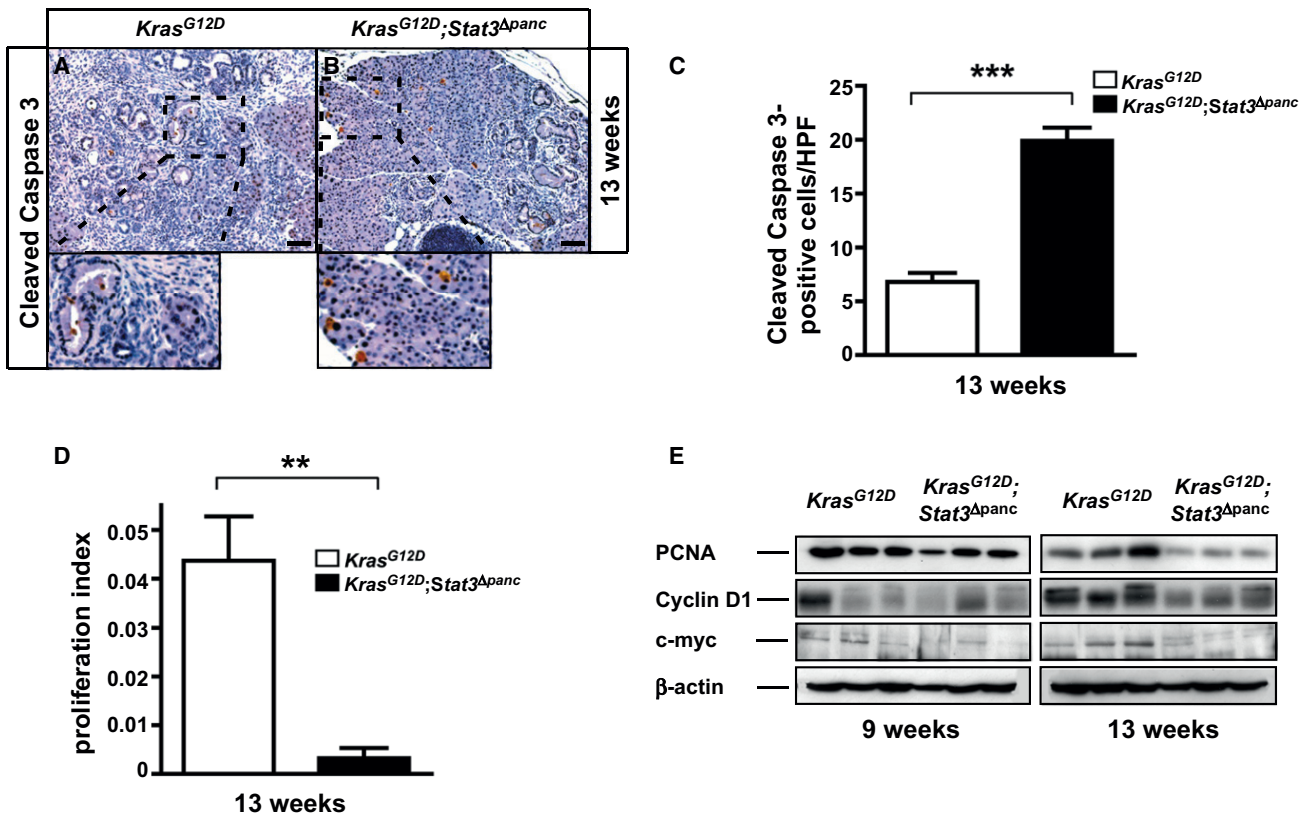 Kras^G12D Kras^G12D;Stat3^Δpanc
A B
Cleaved Caspase 3
13 weeks
C
***
Kras^G12D
Kras^G12D;Stat3^Δpanc
Cleaved Caspase 3-
positive cells/HPF
25
20
15
10
5
0
13 weeks
D
**
Kras^G12D
Kras^G12D;Stat3^Δpanc
proliferation index
0.05
0.04
0.03
0.02
0.01
0
13 weeks
E
Kras^G12D Kras^G12D; Kras^G12D Kras^G12D;
Stat3^Δpanc Stat3^Δpanc
PCNA
Cyclin D1
c-myc
β-actin
9 weeks 13 weeks